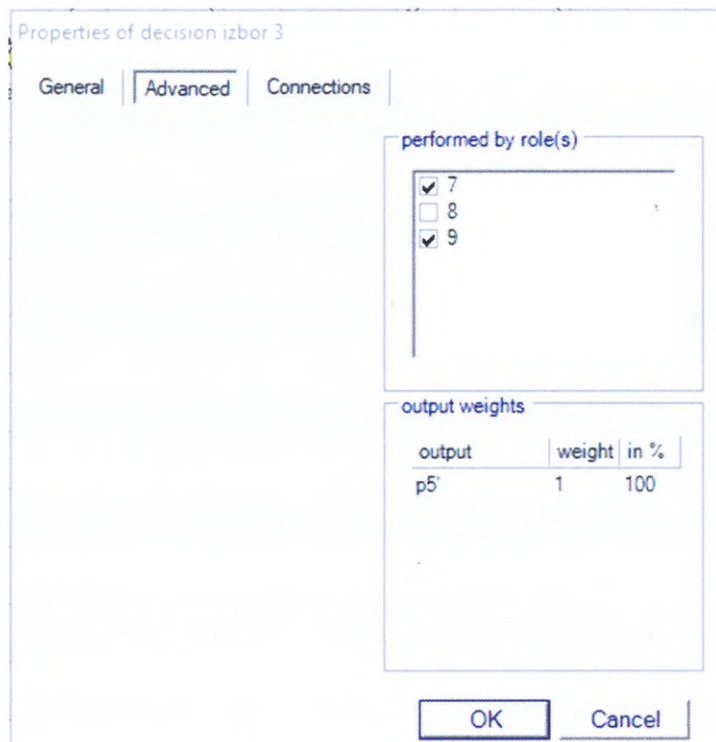 Properties of decision izbor 3
General Advanced Connections
performed by role(s)
7
8
9
output weights
output weight in %
p5' 1 100
OK Cancel